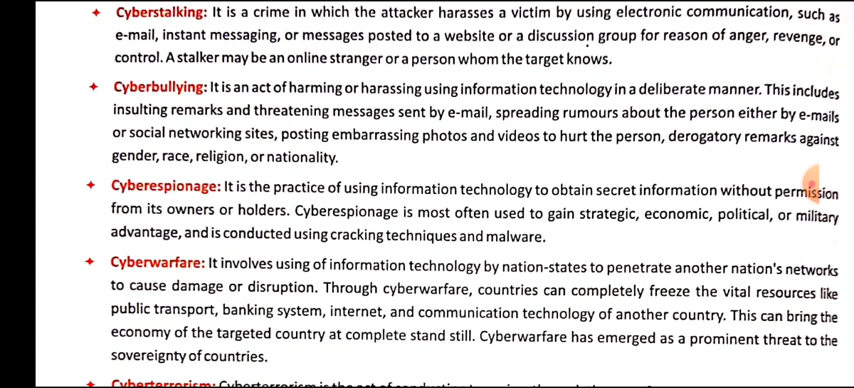 Cyberstalking: It is a crime in which the attacker harasses a victim by using electronic communication, such as
e-mail, instant messaging, or messages posted to a website or a discussion group for reason of anger, revenge, or
control. A stalker may be an online stranger or a person whom the target knows.
Cyberbullying: It is an act of harming or harassing using information technology in a deliberate manner. This includes
insulting remarks and threatening messages sent by e-mail, spreading rumours about the person either by e-mails
or social networking sites, posting embarrassing photos and videos to hurt the person, derogatory remarks against
gender, race, religion, or nationality.
Cyberespionage: It is the practice of using information technology to obtain secret information without permission
from its owners or holders. Cyberespionage is most often used to gain strategic, economic, political, or military
advantage, and is conducted using cracking techniques and malware.
Cyberwarfare: It involves using of information technology by nation-states to penetrate another nation's networks
to cause damage or disruption. Through cyberwarfare, countries can completely freeze the vital resources like
public transport, banking system, internet, and communication technology of another country. This can bring the
economy of the targeted country at complete stand still. Cyberwarfare has emerged as a prominent threat to the
sovereignty of countries.
Cyberterrorism: Cyberterrorism is the act of